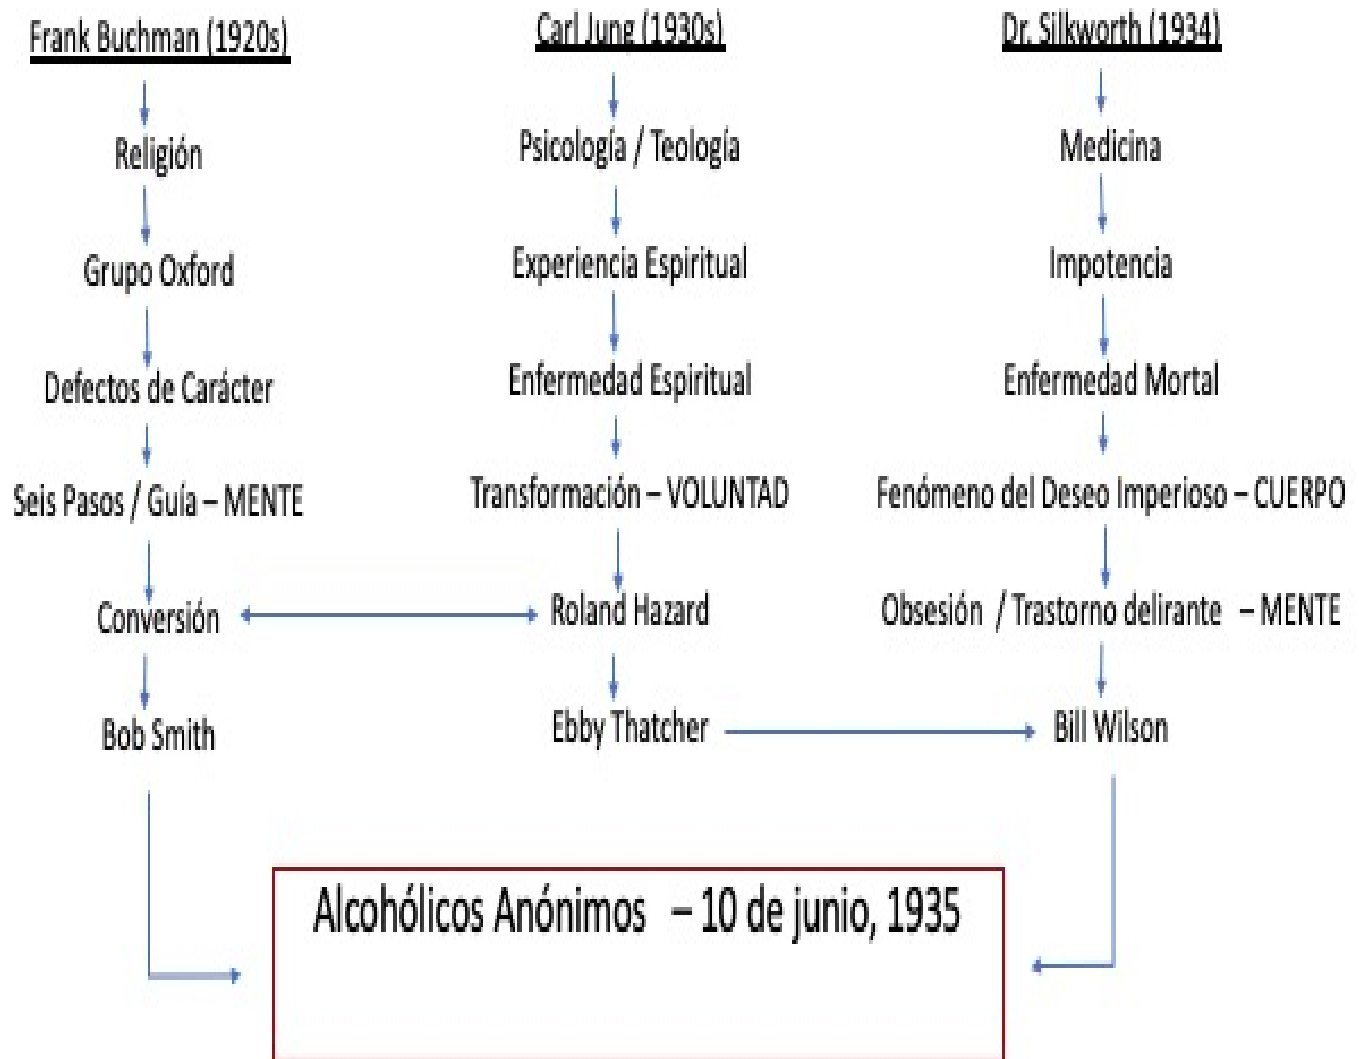 Frank Buchman (1920s)
Carl Jung (1930s)
Dr. Silkworth (1934)
Religión
Psicología / Teología
Medicina
Grupo Oxford
Experiencia Espiritual
Impotencia
Defectos de Carácter
Enfermedad Espiritual
Enfermedad Mortal
Seis Pasos / Guía – MENTE
Transformación – VOLUNTAD
Fenómeno del Deseo Imperioso – CUERPO
Conversión
Roland Hazard
Obsesión / Trastorno delirante – MENTE
Bob Smith
Ebby Thatcher
Bill Wilson
Alcohólicos Anónimos – 10 de junio, 1935